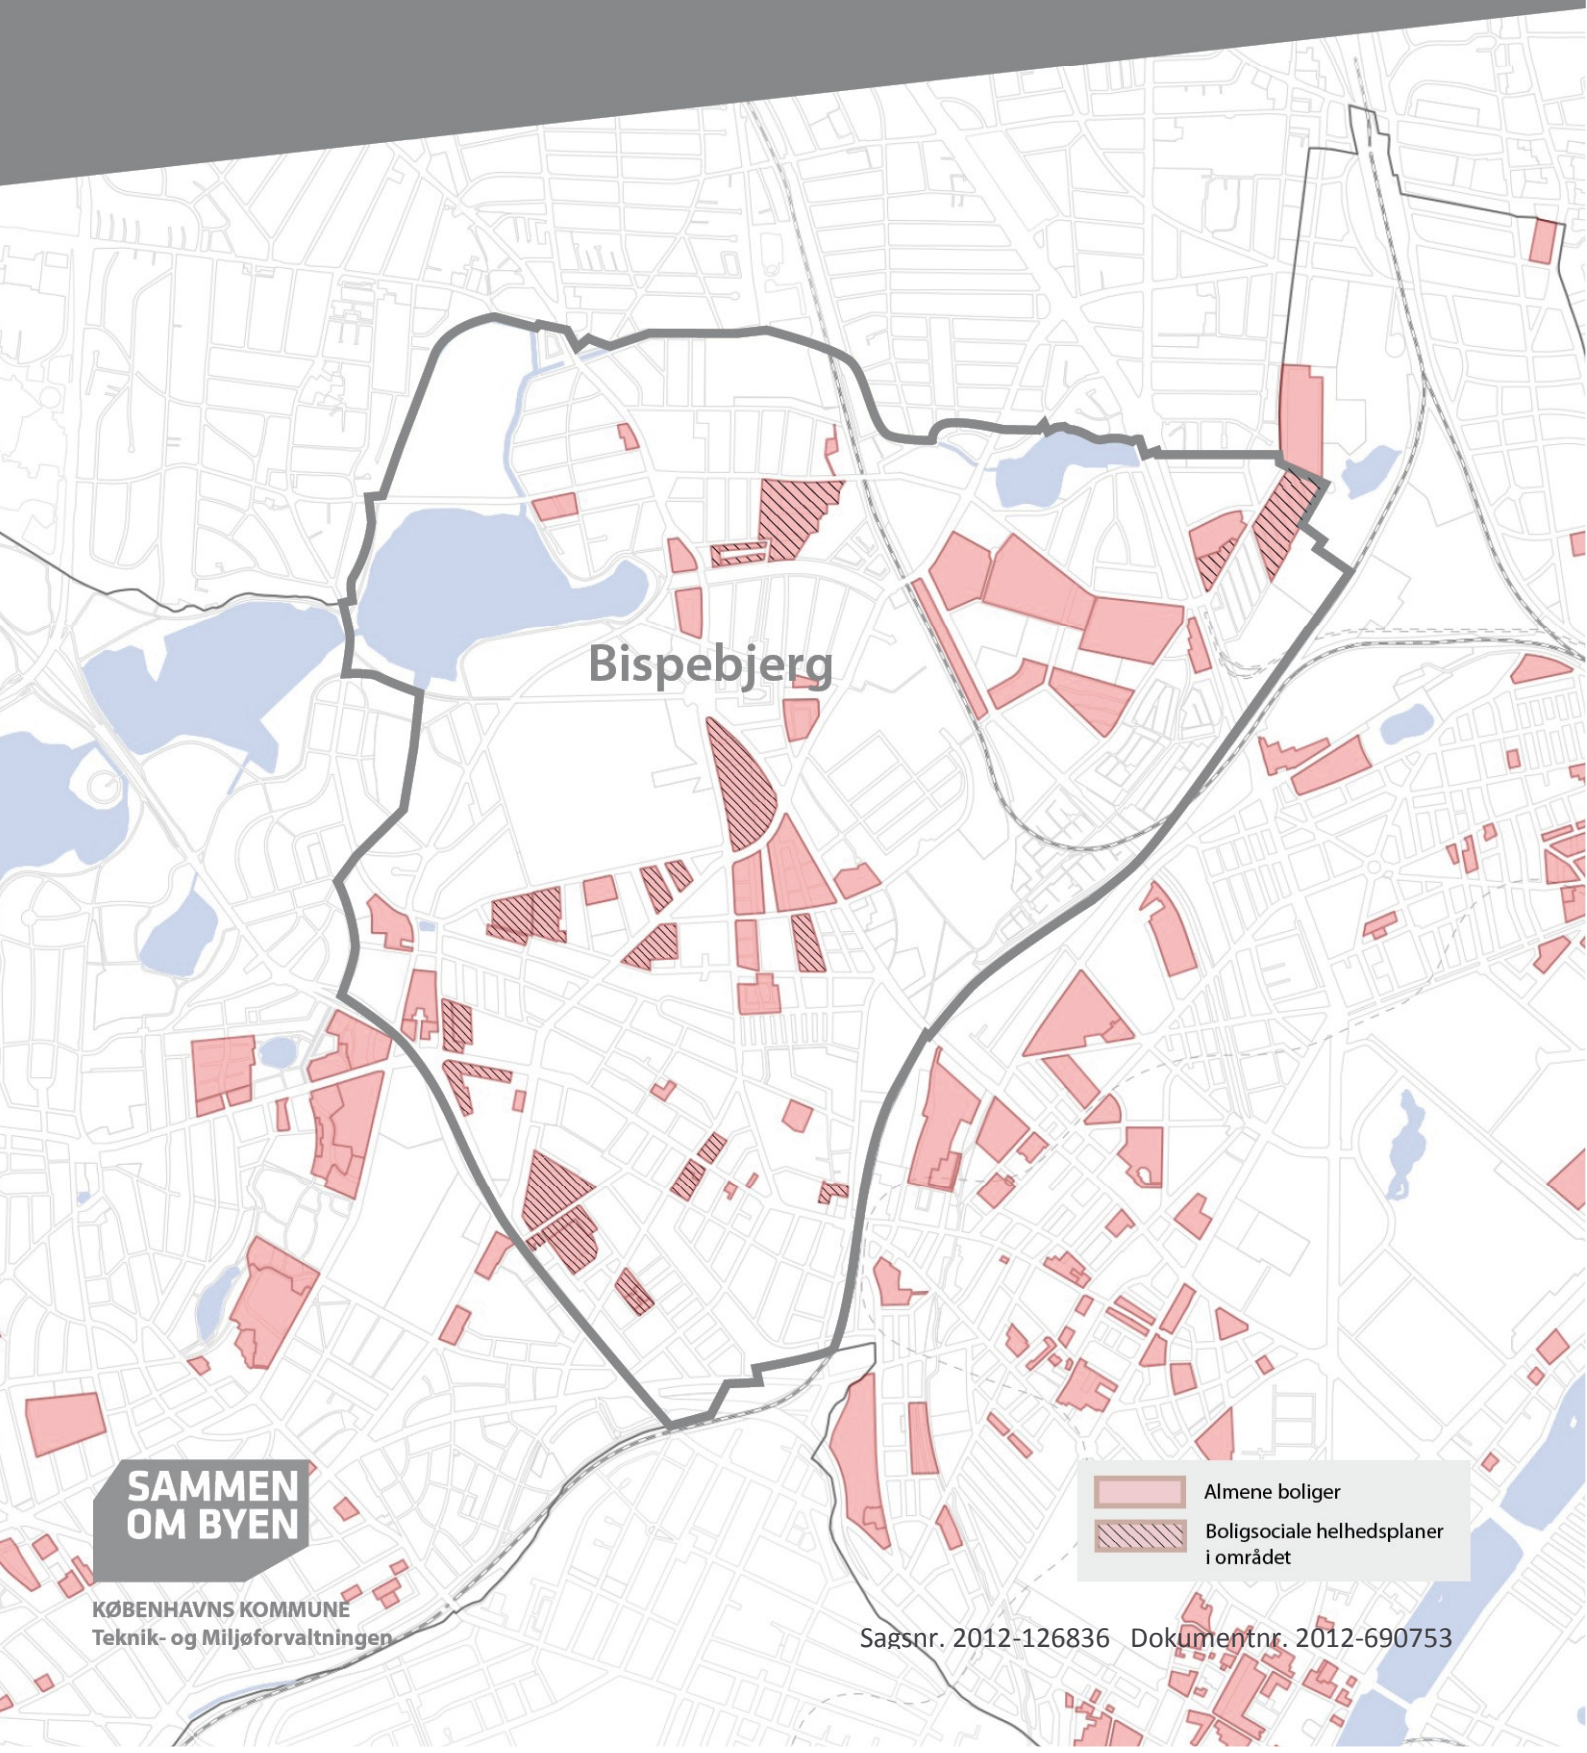 Bispebjerg
SAMMEN
OM BYEN
Almene boliger
Boligsociale helhedsplaner
i området
KØBENHAVNS KOMMUNE
Teknik- og Miljøforvaltningen
Sagsnr. 2012-126836 Dokumentnr. 2012-690753